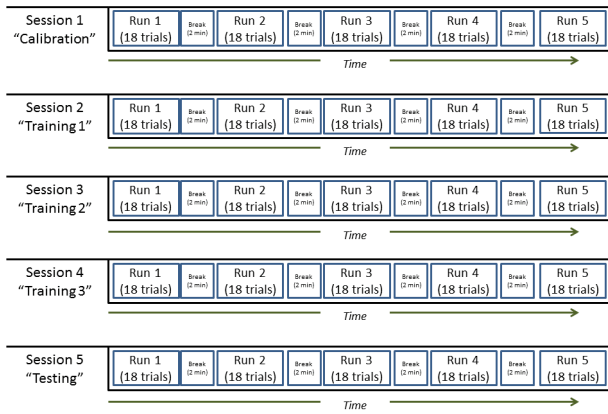 Session 1
"Calibration"
Run 1
(18 trials)
Break
(2 min)
Run 2
(18 trials)
Break
(2 min)
Run 3
(18 trials)
Break
(2 min)
Run 4
(18 trials)
Break
(2 min)
Run 5
(18 trials)
Time
Session 2
"Training 1"
Run 1
(18 trials)
Break
(2 min)
Run 2
(18 trials)
Break
(2 min)
Run 3
(18 trials)
Break
(2 min)
Run 4
(18 trials)
Break
(2 min)
Run 5
(18 trials)
Time
Session 3
"Training 2"
Run 1
(18 trials)
Break
(2 min)
Run 2
(18 trials)
Break
(2 min)
Run 3
(18 trials)
Break
(2 min)
Run 4
(18 trials)
Break
(2 min)
Run 5
(18 trials)
Time
Session 4
"Training 3"
Run 1
(18 trials)
Break
(2 min)
Run 2
(18 trials)
Break
(2 min)
Run 3
(18 trials)
Break
(2 min)
Run 4
(18 trials)
Break
(2 min)
Run 5
(18 trials)
Time
Session 5
"Testing"
Run 1
(18 trials)
Break
(2 min)
Run 2
(18 trials)
Break
(2 min)
Run 3
(18 trials)
Break
(2 min)
Run 4
(18 trials)
Break
(2 min)
Run 5
(18 trials)
Time